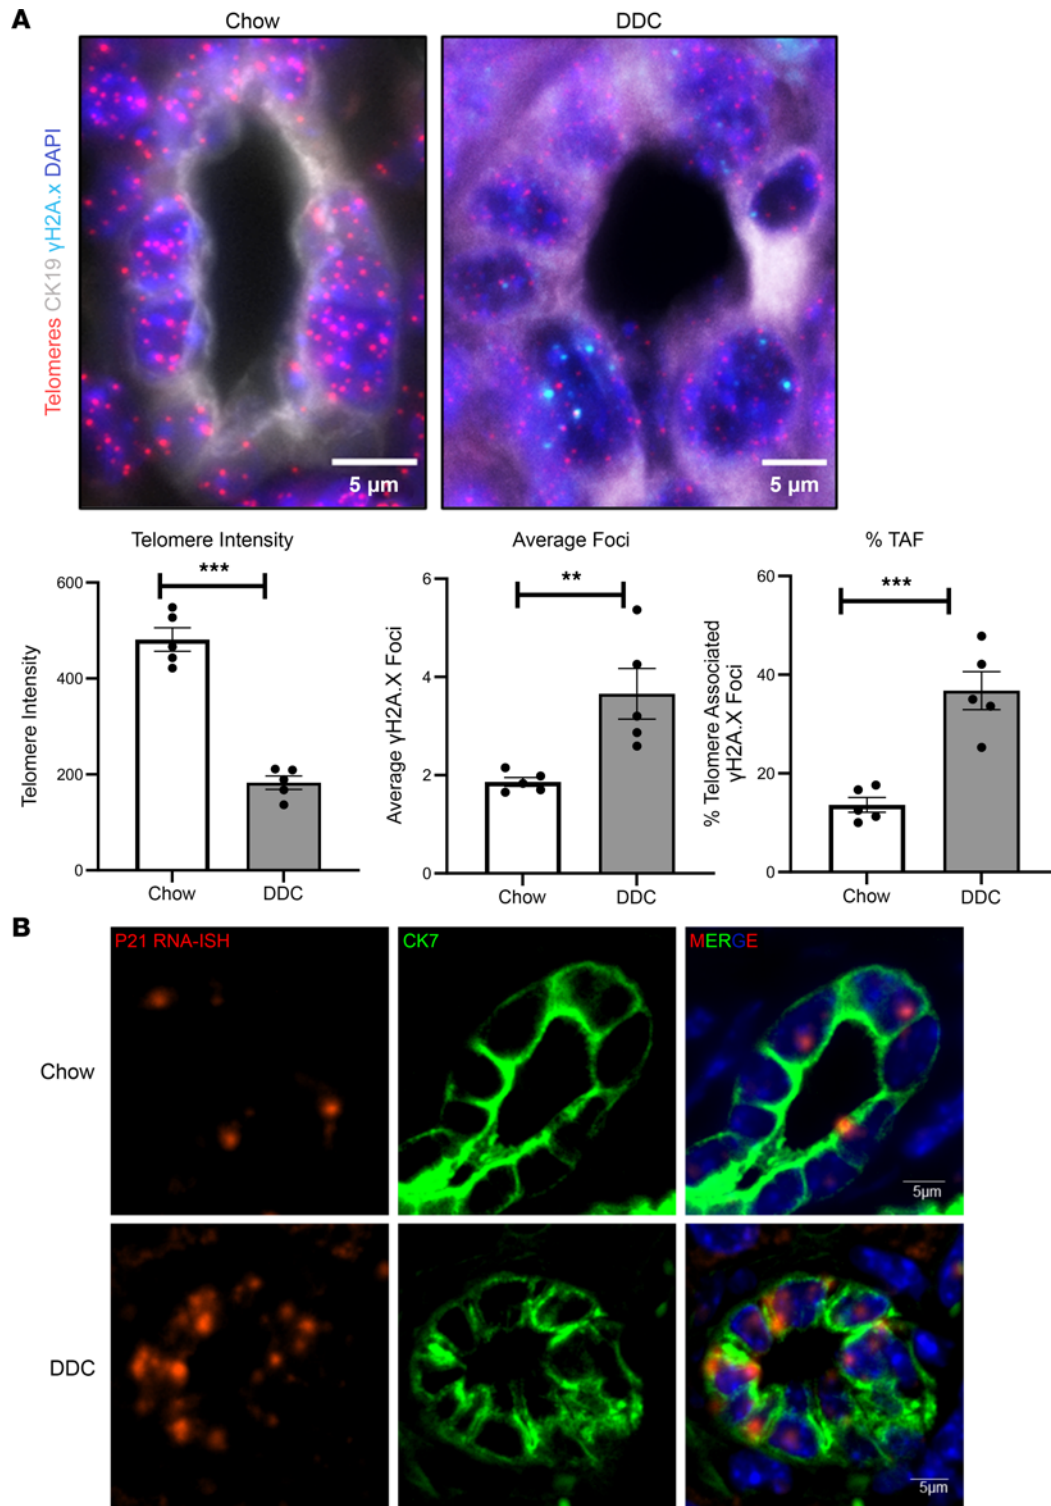 A
Chow
DDC
Telomeres CK19 γH2A.x DAPI
5 µm
5 µm
Telomere Intensity
Average Foci
% TAF
Telomere Intensity
600
400
200
0
***
Chow
DDC
Average γH2A.X Foci
6
4
2
0
**
Chow
DDC
% Telomere Associated
γH2A.X Foci
60
40
20
0
***
Chow
DDC
B
P21 RNA-ISH
CK7
MERGE
Chow
5µm
DDC
5µm